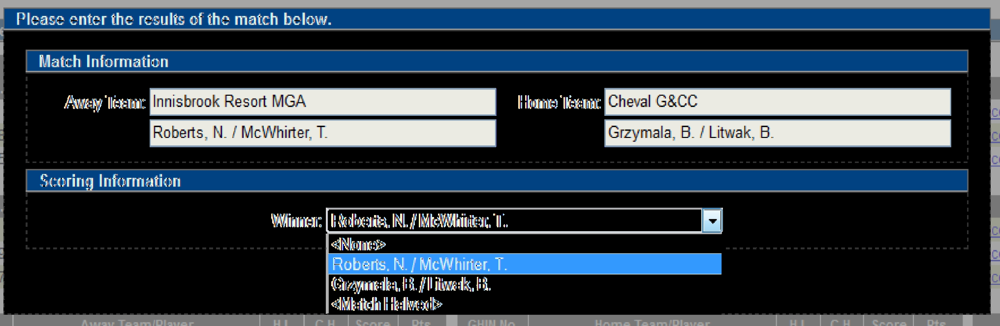 Please enter the results of the match below.
Match Information
Away Team: Innisbrook Resort MGA Home Team: Cheval G&CC
Roberts, N. / McWhirter, T. Grzymala, B. / Litwak, B.
Scoring Information
Winner: Roberts, N. / McWhirter, T.
<None>
Roberts, N. / McWhirter, T.
Grzymala, B. / Litwak, B.
<Match Halved>
Away Team/Player H.I. C.H. Score Pts GHIN No Home Team/Player H.I. C.H. Score Pts